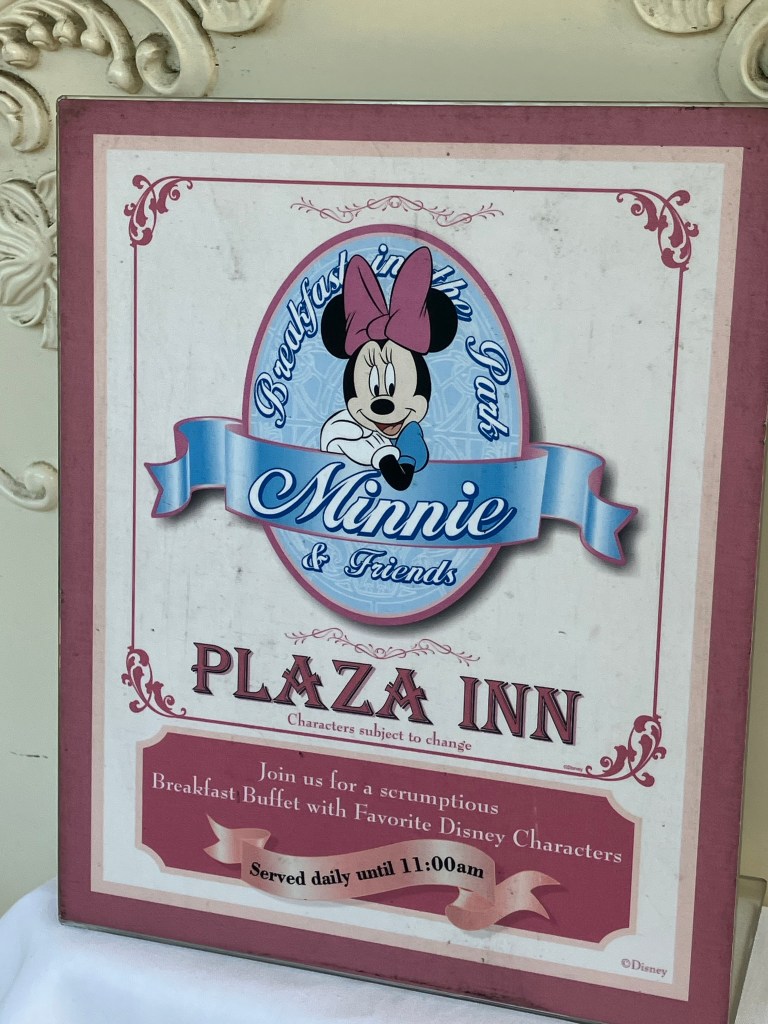 Breakfast in the Park
Minnie
& Friends
PLAZA INN
Characters subject to change
©Disney
Join us for a scrumptious
Breakfast Buffet with Favorite Disney Characters
Served daily until 11:00am
©Disney